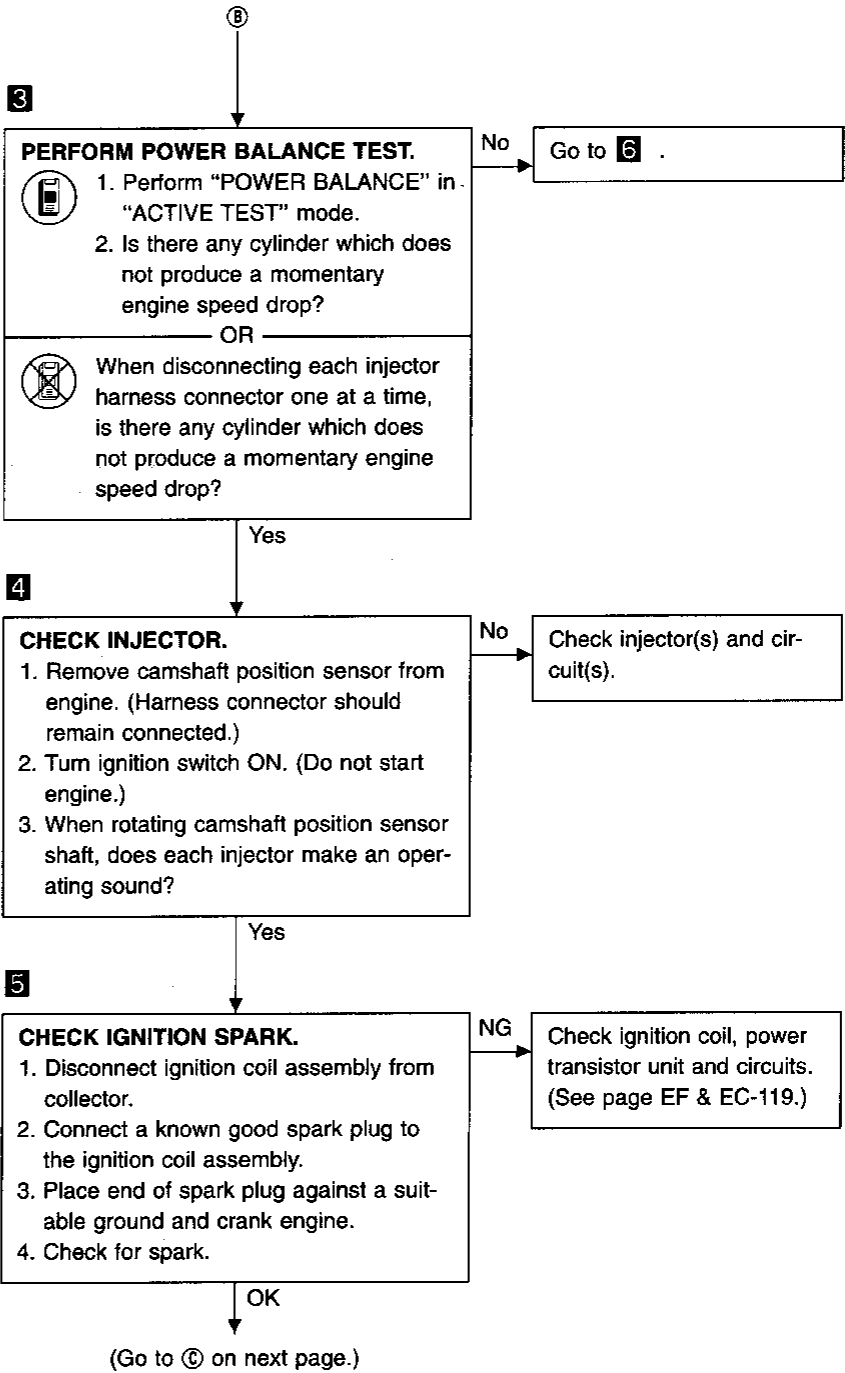 Ⓑ
3
PERFORM POWER BALANCE TEST.
1. Perform “POWER BALANCE” in
“ACTIVE TEST” mode.
2. Is there any cylinder which does
not produce a momentary
engine speed drop?
OR
When disconnecting each injector
harness connector one at a time,
is there any cylinder which does
not produce a momentary engine
speed drop?
No
Go to 6 .
Yes
4
CHECK INJECTOR.
1. Remove camshaft position sensor from
engine. (Harness connector should
remain connected.)
2. Turn ignition switch ON. (Do not start
engine.)
3. When rotating camshaft position sensor
shaft, does each injector make an oper-
ating sound?
No
Check injector(s) and cir-
cuit(s).
Yes
5
CHECK IGNITION SPARK.
1. Disconnect ignition coil assembly from
collector.
2. Connect a known good spark plug to
the ignition coil assembly.
3. Place end of spark plug against a suit-
able ground and crank engine.
4. Check for spark.
NG
Check ignition coil, power
transistor unit and circuits.
(See page EF & EC-119.)
OK
(Go to Ⓒ on next page.)